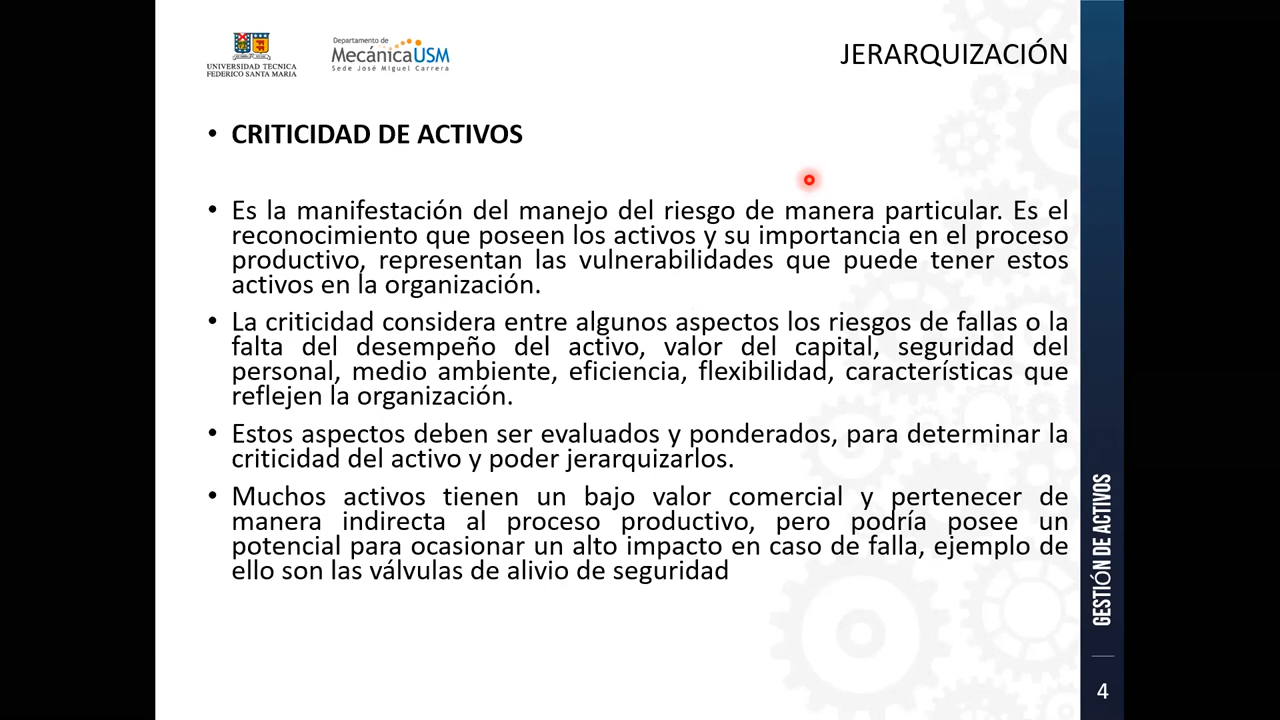 UNIVERSIDAD TECNICA
FEDERICO SANTA MARIA
Departamento de
MecánicaUSM
Sede José Miguel Carrera
JERARQUIZACIÓN
• CRITICIDAD DE ACTIVOS
• Es la manifestación del manejo del riesgo de manera particular. Es el
reconocimiento que poseen los activos y su importancia en el proceso
productivo, representan las vulnerabilidades que puede tener estos
activos en la organización.
• La criticidad considera entre algunos aspectos los riesgos de fallas o la
falta del desempeño del activo, valor del capital, seguridad del
personal, medio ambiente, eficiencia, flexibilidad, características que
reflejen la organización.
• Estos aspectos deben ser evaluados y ponderados, para determinar la
criticidad del activo y poder jerarquizarlos.
• Muchos activos tienen un bajo valor comercial y pertenecer de
manera indirecta al proceso productivo, pero podría posee un
potencial para ocasionar un alto impacto en caso de falla, ejemplo de
ello son las válvulas de alivio de seguridad
GESTIÓN DE ACTIVOS
4